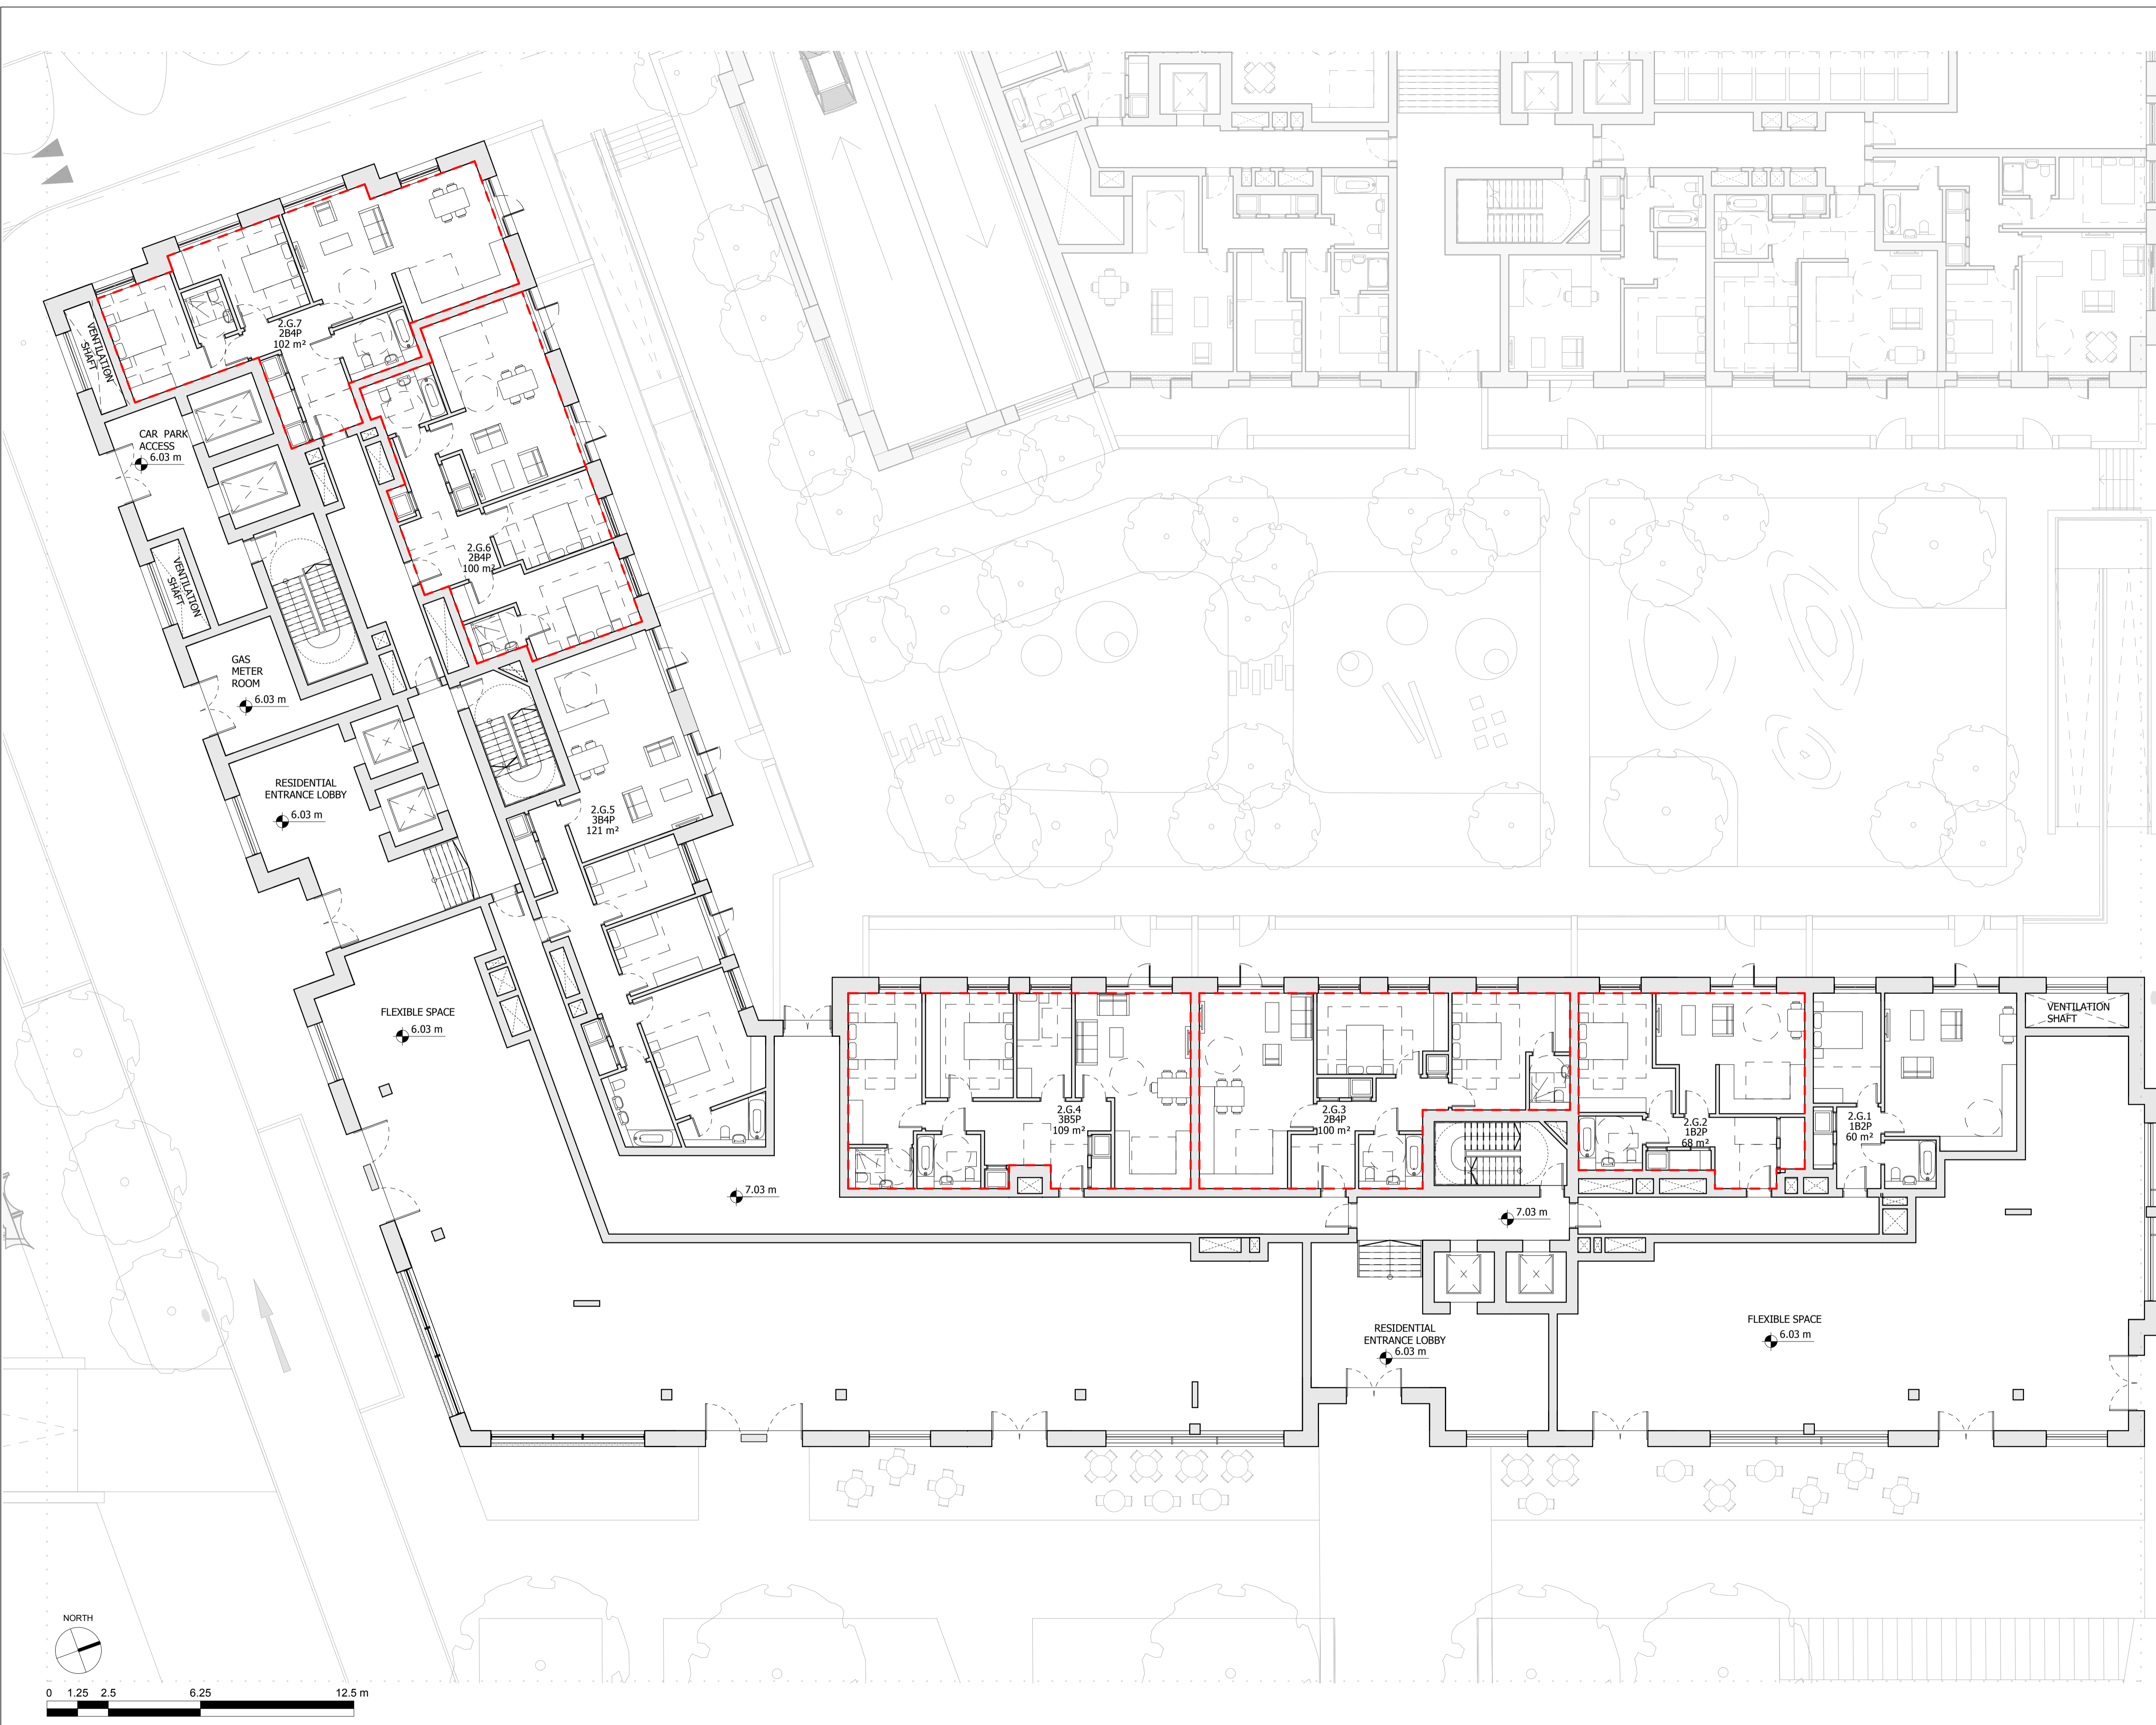 2.G.7
2B4P
102 m²
VENTILATION
SHAFT
CAR PARK
ACCESS
6.03 m
2.G.6
2B4P
100 m²
VENTILATION
SHAFT
GAS
METER
ROOM
6.03 m
RESIDENTIAL
ENTRANCE LOBBY
6.03 m
2.G.5
3B4P
121 m²
FLEXIBLE SPACE
6.03 m
VENTILATION
SHAFT
2.G.4
3B5P
109 m²
2.G.3
2B4P
100 m²
2.G.2
1B2P
68 m²
2.G.1
1B2P
60 m²
7.03 m
7.03 m
RESIDENTIAL
ENTRANCE LOBBY
6.03 m
FLEXIBLE SPACE
6.03 m
NORTH
0 1.25 2.5 6.25 12.5 m